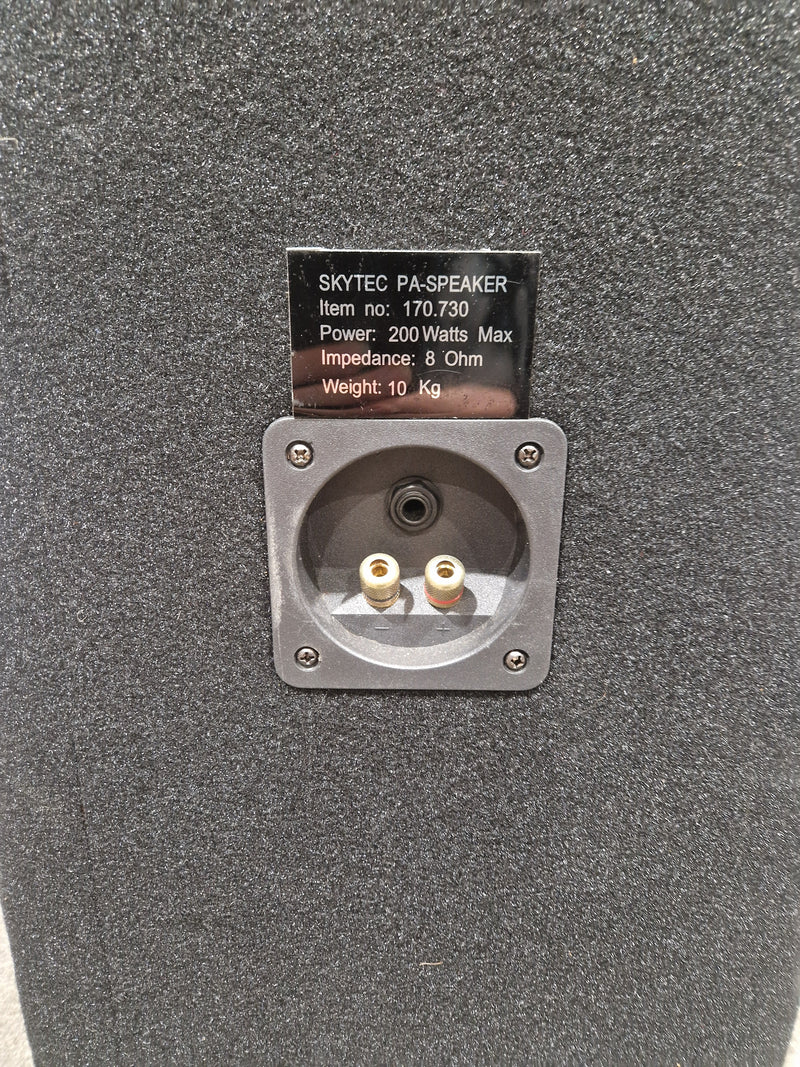 SKYTEC PA-SPEAKER
Item no: 170.730
Power: 200 Watts Max
Impedance: 8 Ohm
Weight: 10 Kg
- +